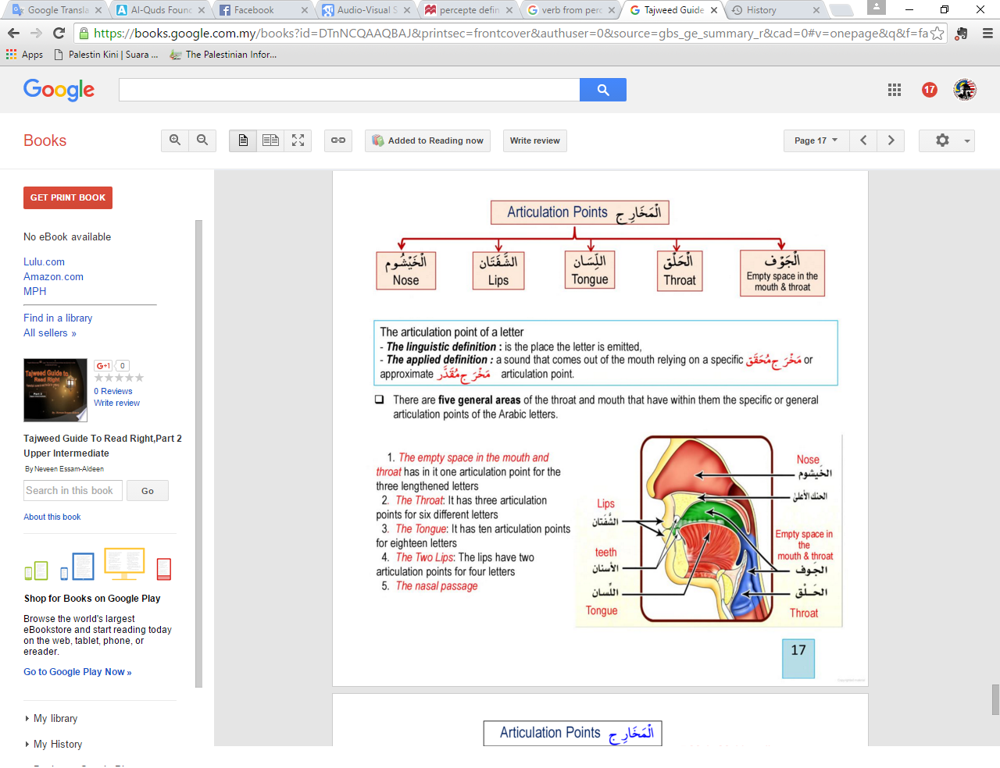 Google Transla
Al-Quds Found
Facebook
Audio-Visual S
percepte defin
verb from perc
Tajweed Guide
History
https://books.google.com.my/books?id=DTnNCQAAQBAJ&printsec=frontcover&authuser=0&source=gbs_ge_summary_r&cad=0#v=onepage&q&f=fa
Apps
Palestin Kini | Suara ...
The Palestinian Infor...
Google
17
Books
Added to Reading now
Write review
Page 17
GET PRINT BOOK
No eBook available
Lulu.com
Amazon.com
MPH
Find in a library
All sellers »
G+1 0
0 Reviews
Write review
Tajweed Guide to
Read Right
Tajweed Guide To Read Right,Part 2
Upper Intermediate
By Neveen Essam-Aldeen
Search in this book
Go
About this book
Shop for Books on Google Play
Browse the world's largest
eBookstore and start reading today
on the web, tablet, phone, or
ereader.
Go to Google Play Now »
My library
My History
Articulation Points الْمَخَارِج
الْخَيْشُوم
Nose
الشَّفَتَان
Lips
اللِّسَان
Tongue
الْحَلْق
Throat
الْجَوْف
Empty space in the
mouth & throat
The articulation point of a letter
- The linguistic definition : is the place the letter is emitted,
- The applied definition : a sound that comes out of the mouth relying on a specific مَخْرَج مُحَقَّق or
approximate مَخْرَج مُقَدَّر articulation point.
There are five general areas of the throat and mouth that have within them the specific or general
articulation points of the Arabic letters.
1. The empty space in the mouth and
throat has in it one articulation point for the
three lengthened letters
2. The Throat: It has three articulation
points for six different letters
3. The Tongue: It has ten articulation points
for eighteen letters
4. The Two Lips: The lips have two
articulation points for four letters
5. The nasal passage
Nose
الخَيشوم
الحنك الأعلىٰ
Lips
الشَّفَتان
Empty space in
the
mouth & throat
الجَوف
teeth
الأسنان
اللِّسان
Tongue
الحَلْق
Throat
17
Articulation Points الْمَخَارِج